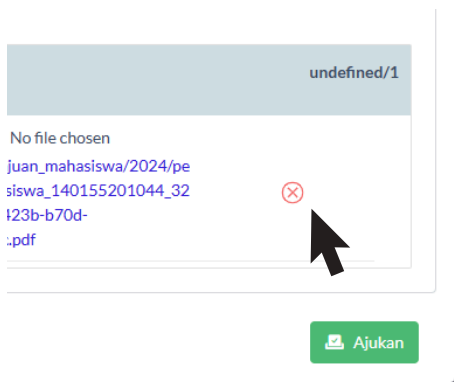 undefined/1
No file chosen
juan_mahasiswa/2024/pe
siswa_140155201044_32
423b-b70d-
.pdf
Ajukan